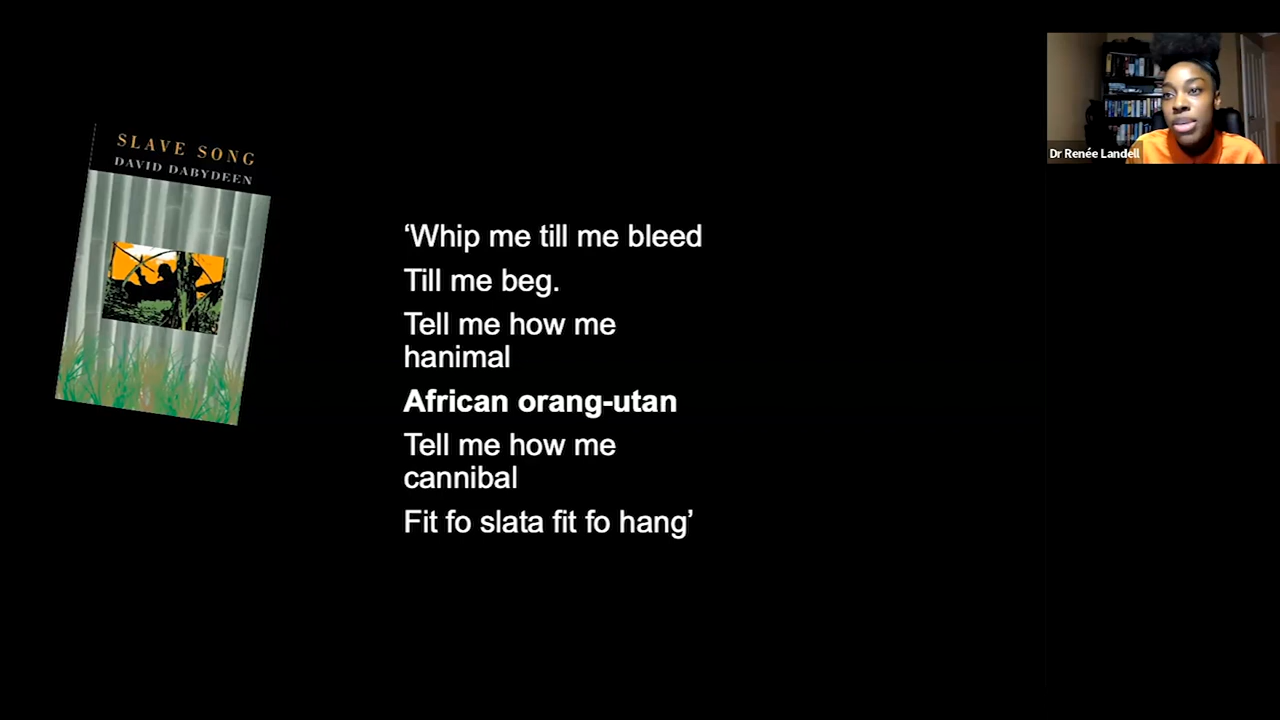 SLAVE SONG
DAVID DABYDEEN
‘Whip me till me bleed
Till me beg.
Tell me how me
hanimal
African orang-utan
Tell me how me
cannibal
Fit fo slata fit fo hang’
Dr Renée Landell